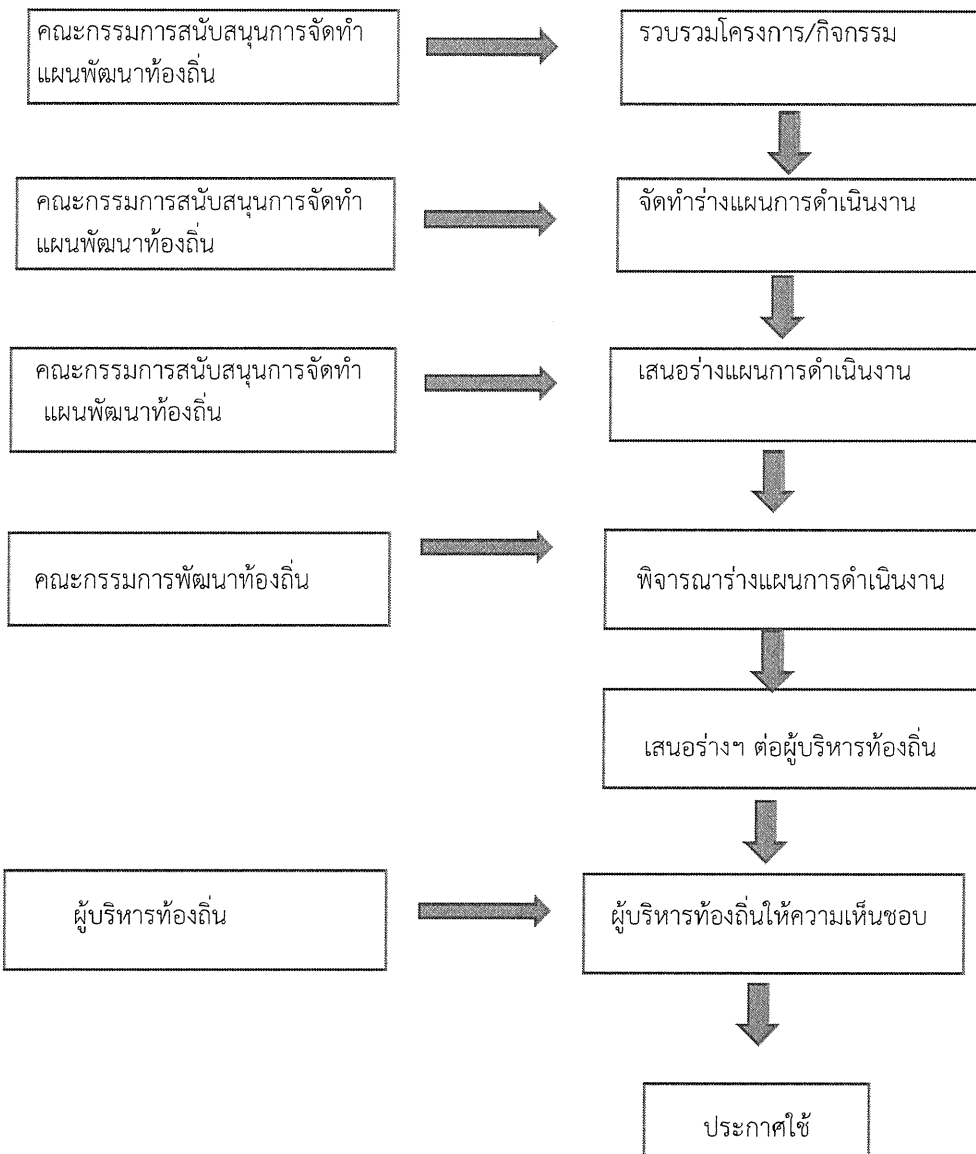 คณะกรรมการสนับสนุนการจัดทำ
แผนพัฒนาท้องถิ่น
รวบรวมโครงการ/กิจกรรม
คณะกรรมการสนับสนุนการจัดทำ
แผนพัฒนาท้องถิ่น
จัดทำร่างแผนการดำเนินงาน
คณะกรรมการสนับสนุนการจัดทำ
แผนพัฒนาท้องถิ่น
เสนอร่างแผนการดำเนินงาน
คณะกรรมการพัฒนาท้องถิ่น
พิจารณาร่างแผนการดำเนินงาน
เสนอร่างฯ ต่อผู้บริหารท้องถิ่น
ผู้บริหารท้องถิ่น
ผู้บริหารท้องถิ่นให้ความเห็นชอบ
ประกาศใช้